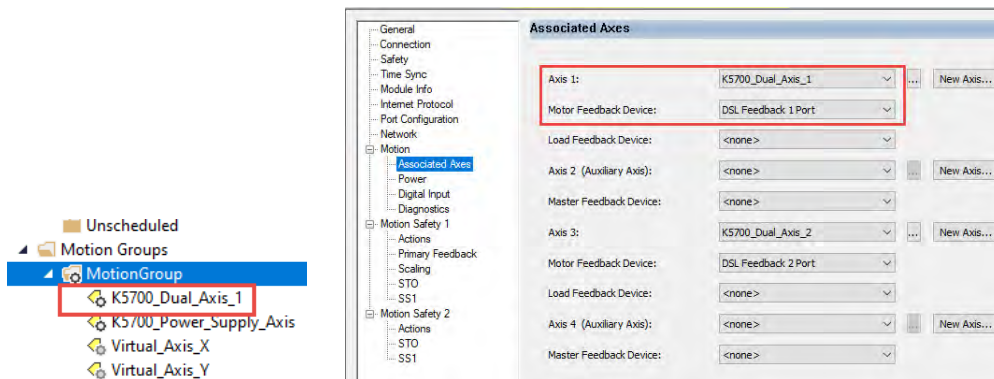 Unscheduled
Motion Groups
MotionGroup
K5700_Dual_Axis_1
K5700_Power_Supply_Axis
Virtual_Axis_X
Virtual_Axis_Y
General
Connection
Safety
Time Sync
Module Info
Internet Protocol
Port Configuration
Network
Motion
Associated Axes
Power
Digital Input
Diagnostics
Motion Safety 1
Actions
Primary Feedback
Scaling
STO
SS1
Motion Safety 2
Actions
STO
SS1
Associated Axes
Axis 1: K5700_Dual_Axis_1 ... New Axis...
Motor Feedback Device: DSL Feedback 1 Port
Load Feedback Device: <none>
Axis 2 (Auxiliary Axis): <none> ... New Axis...
Master Feedback Device: <none>
Axis 3: K5700_Dual_Axis_2 ... New Axis...
Motor Feedback Device: DSL Feedback 2 Port
Load Feedback Device: <none>
Axis 4 (Auxiliary Axis): <none> ... New Axis...
Master Feedback Device: <none>